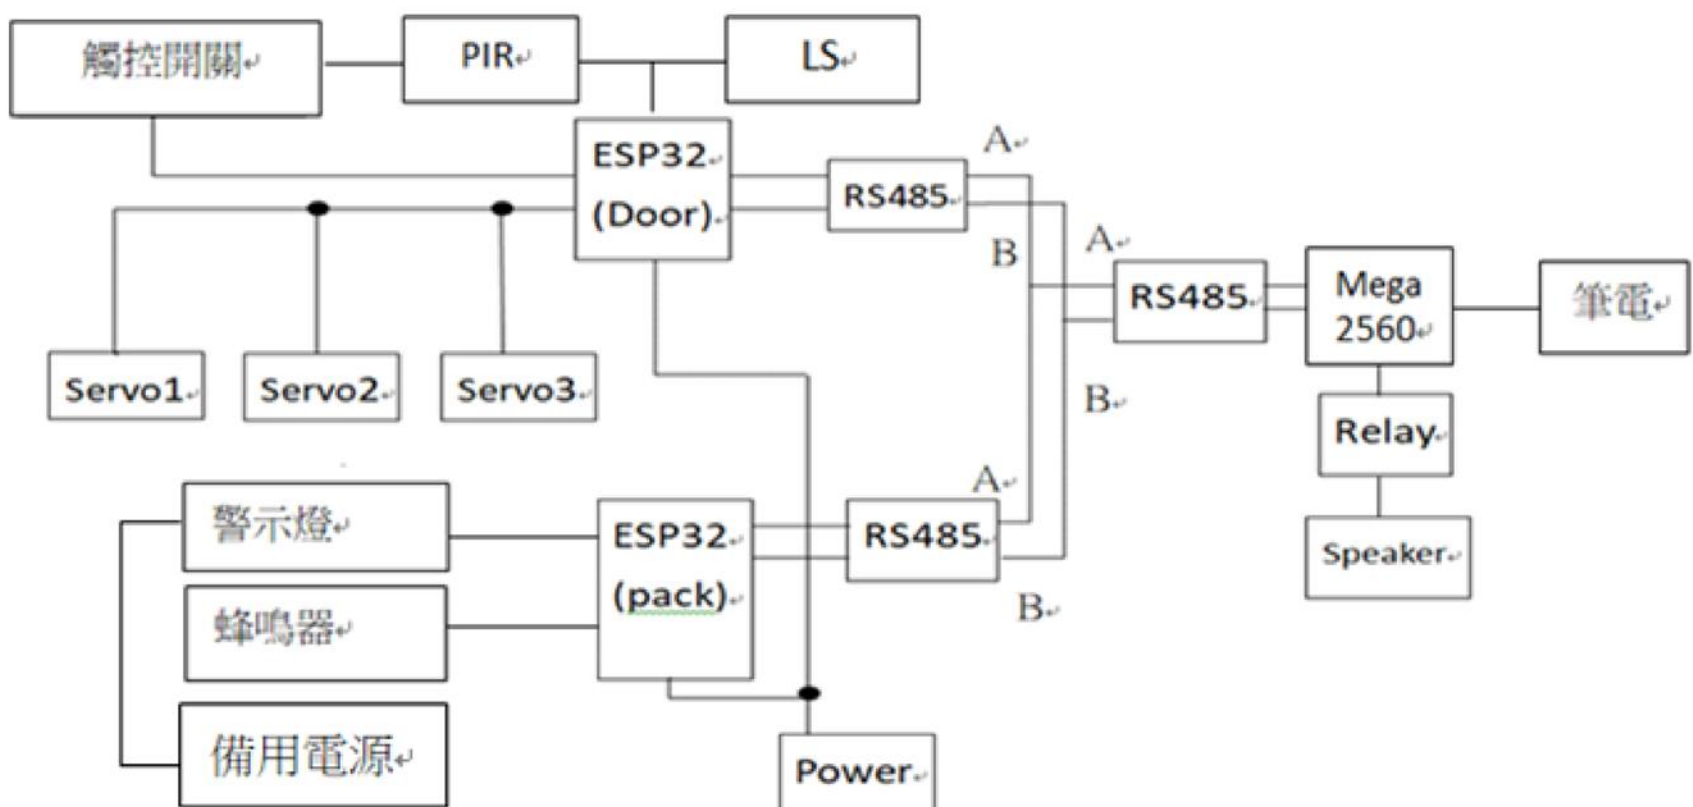 觸控開關
PIR
LS
ESP32
(Door)
RS485
A
B
A
RS485
Mega
2560
筆電
Servo1
Servo2
Servo3
B
Relay
警示燈
ESP32
(pack)
RS485
A
B
Speaker
蜂鳴器
備用電源
Power